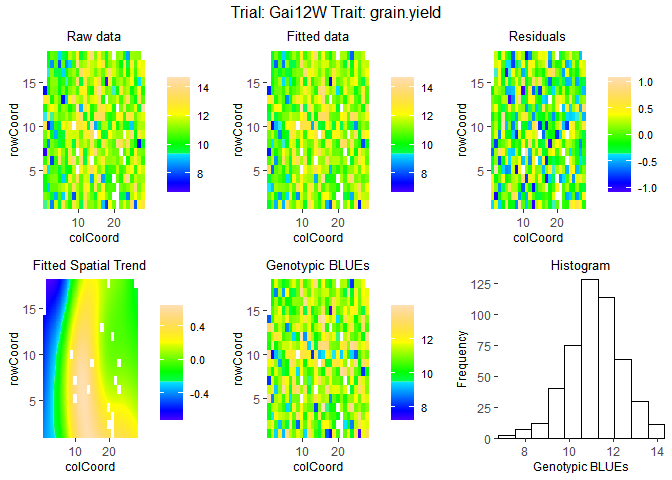 Trial: Gai12W Trait: grain.yield
Raw data
Fitted data
Residuals
rowCoord
15
10
5
10
20
colCoord
14
12
10
8
rowCoord
15
10
5
10
20
colCoord
14
12
10
8
rowCoord
15
10
5
10
20
colCoord
1.0
0.5
0.0
-0.5
-1.0
Fitted Spatial Trend
Genotypic BLUEs
Histogram
rowCoord
15
10
5
10
20
colCoord
0.4
0.0
-0.4
rowCoord
15
10
5
10
20
colCoord
12
10
8
Frequency
125
100
75
50
25
0
8
10
12
14
Genotypic BLUEs